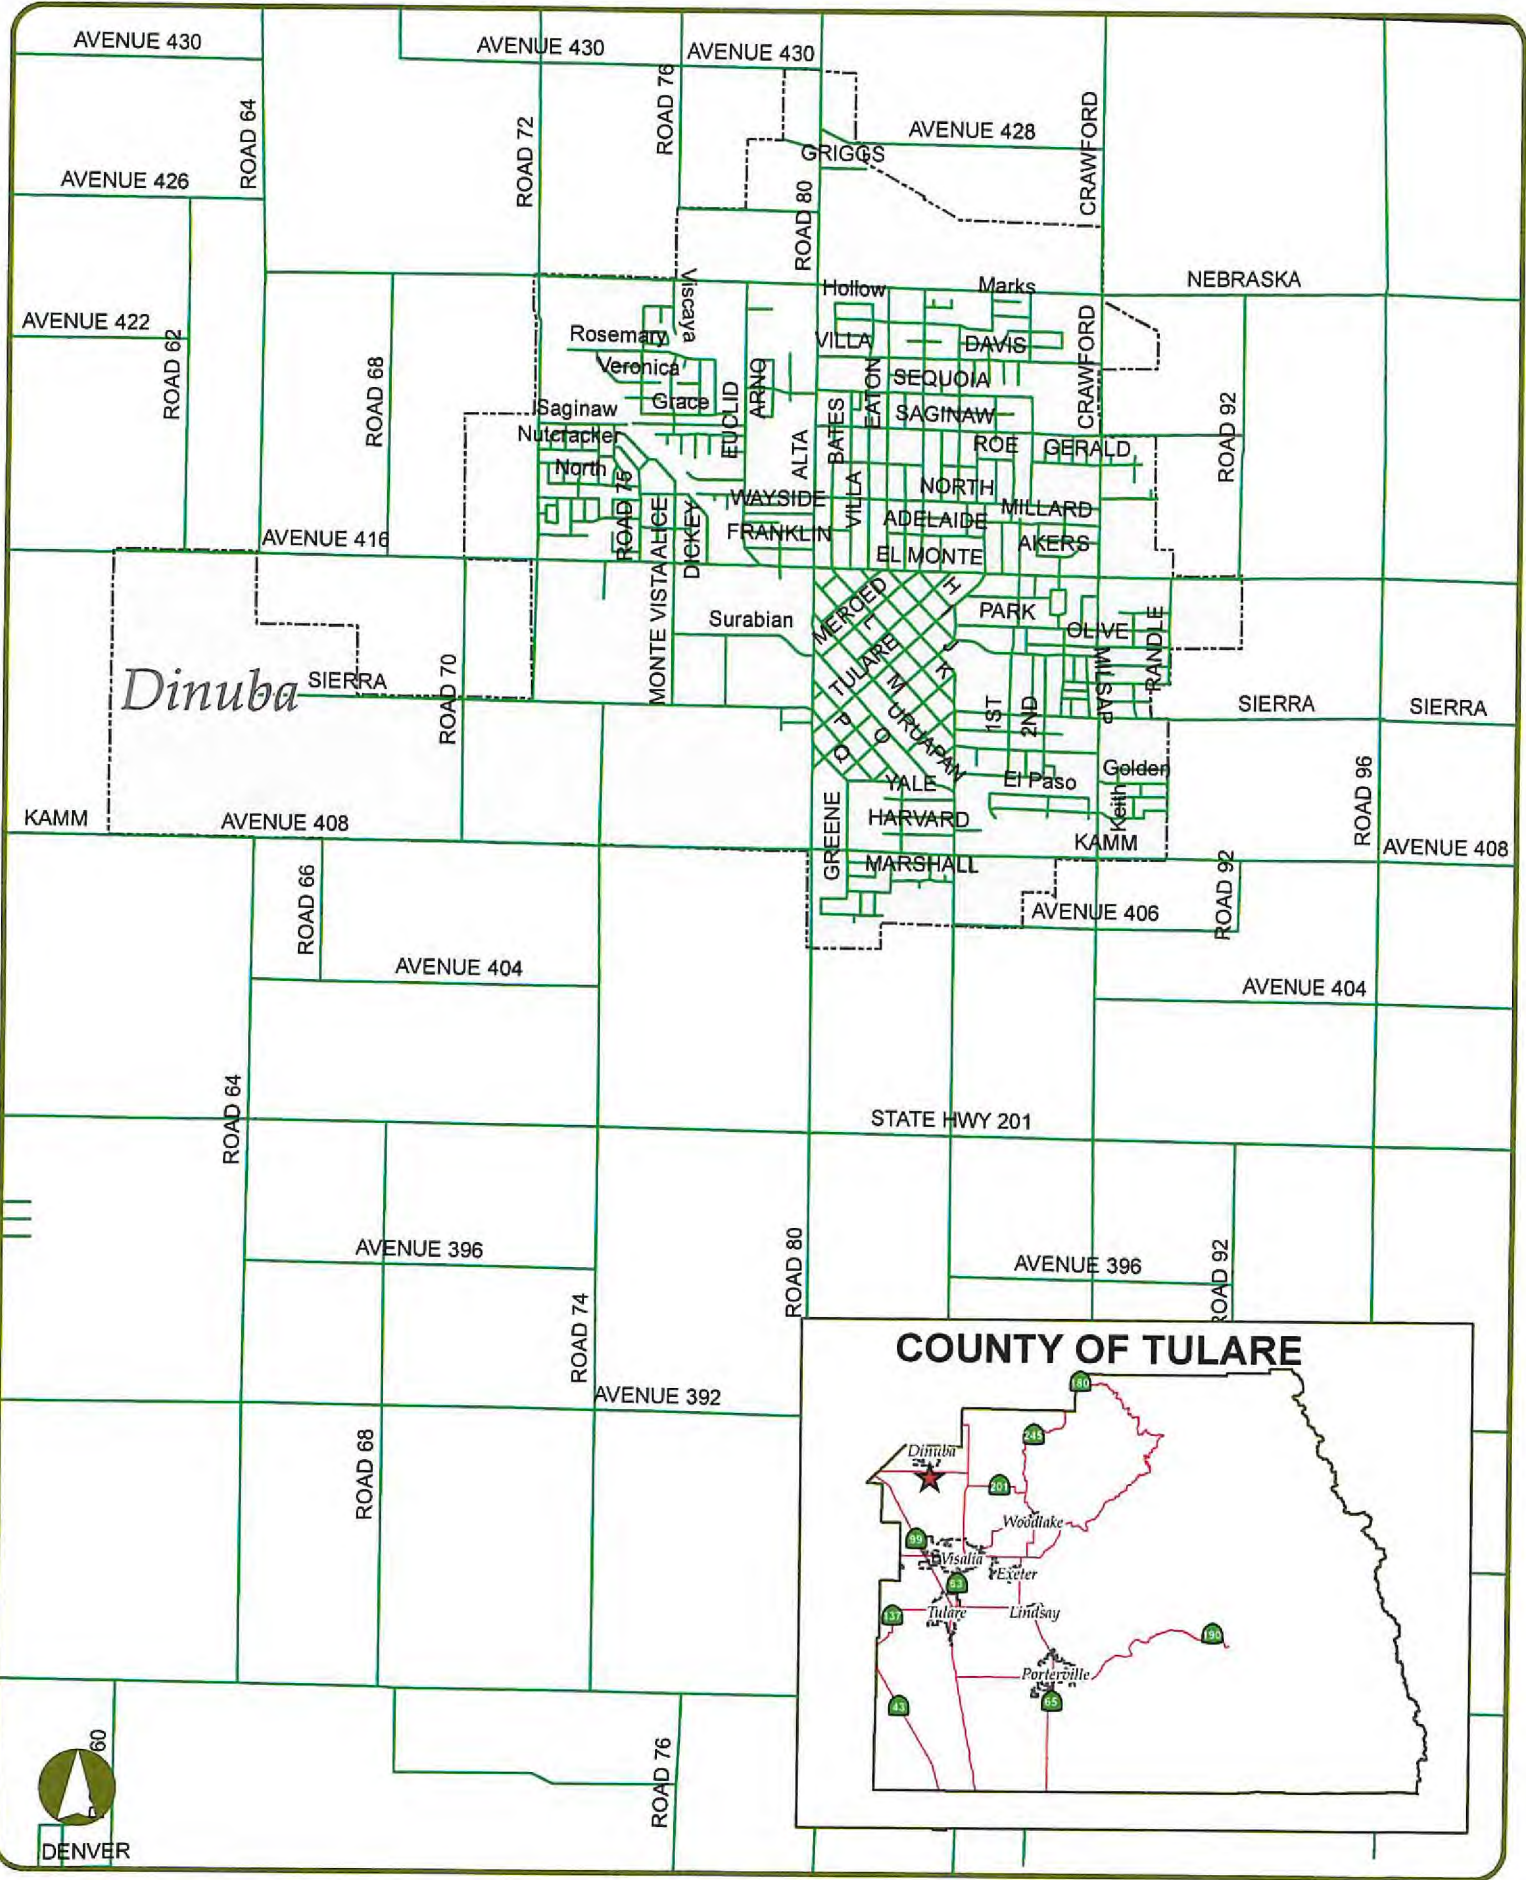 AVENUE 430
AVENUE 430
AVENUE 430
ROAD 64
ROAD 72
ROAD 76
AVENUE 428
GRIGGS
CRAWFORD
AVENUE 426
ROAD 80
NEBRASKA
Viscaya
Hollow
Marks
AVENUE 422
ROAD 62
ROAD 68
Rosemary
VILLA
DAVIS
CRAWFORD
Veronica
ARNO
EATON
SEQUOIA
Saginaw
Grace
EUCLID
BATES
SAGINAW
ROAD 92
Nutcracker
ALTA
ROE
GERALD
North
ROAD 75
WAYSIDE
VILLA
NORTH
MILLARD
ADELAIDE
AVENUE 416
MONTE VISTA
ALICE
DICKEY
FRANKLIN
EL MONTE
AKERS
MERCED
H
PARK
Surabian
L
E
J
OLIVE
RANDLE
TULARE
K
MILSAP
Dinuba
SIERRA
ROAD 70
M
SIERRA
SIERRA
P
O
URUAPAN
1ST
2ND
Q
El Paso
Golden
ROAD 96
YALE
Keith
KAMM
AVENUE 408
GREENE
HARVARD
KAMM
AVENUE 408
MARSHALL
ROAD 66
ROAD 92
AVENUE 406
AVENUE 404
AVENUE 404
ROAD 64
STATE HWY 201
AVENUE 396
ROAD 80
AVENUE 396
ROAD 92
ROAD 74
AVENUE 392
ROAD 68
COUNTY OF TULARE
180
245
Dinuba
201
Woodlake
99
Visalia
Exeter
63
137
Tulare
Lindsay
190
Porterville
43
65
60
ROAD 76
DENVER